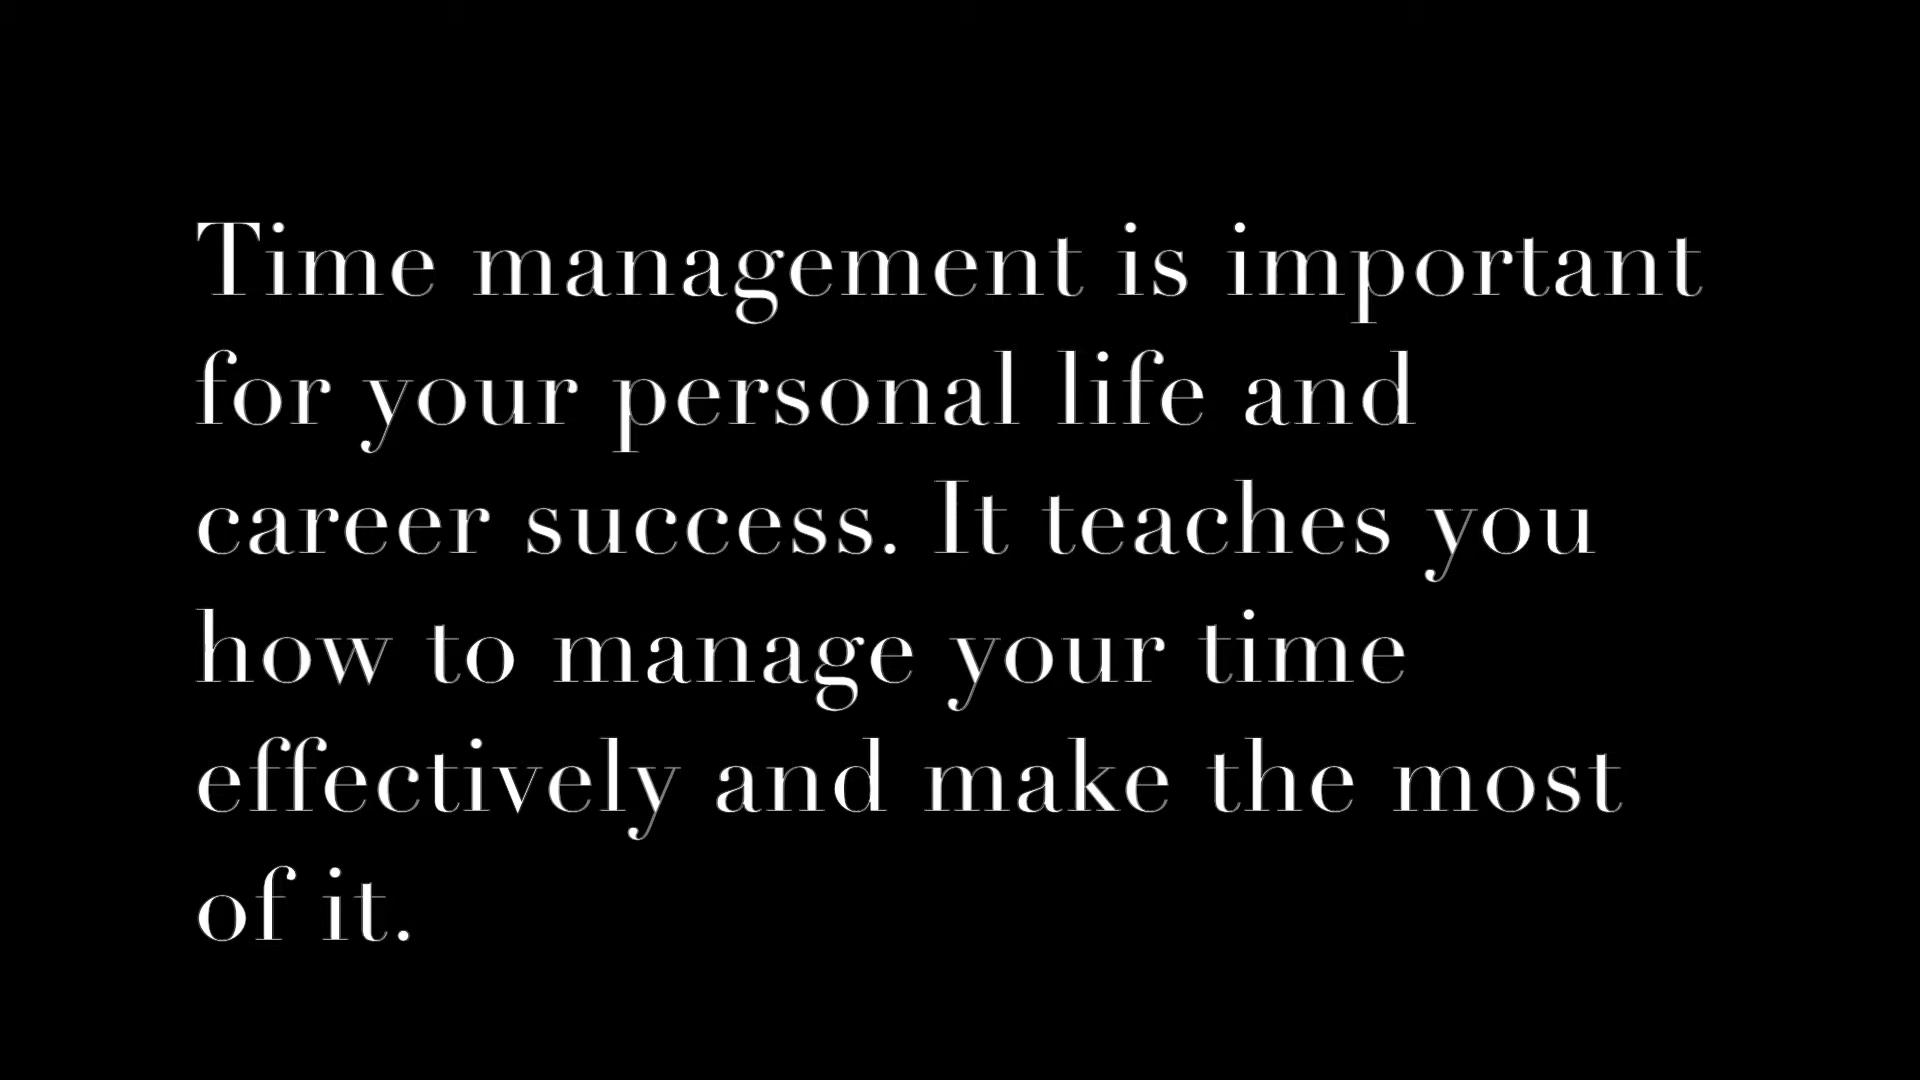 Time management is important
for your personal life and
career success. It teaches you
how to manage your time
effectively and make the most
of it.